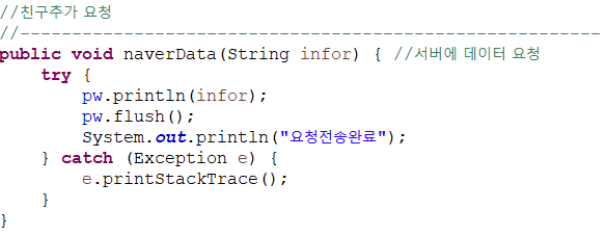 //친구추가 요청
//--------------------------------------------------------
public void naverData(String infor) { //서버에 데이터 요청
    try {
        pw.println(infor);
        pw.flush();
        System.out.println("요청전송완료");
    } catch (Exception e) {
        e.printStackTrace();
    }
}